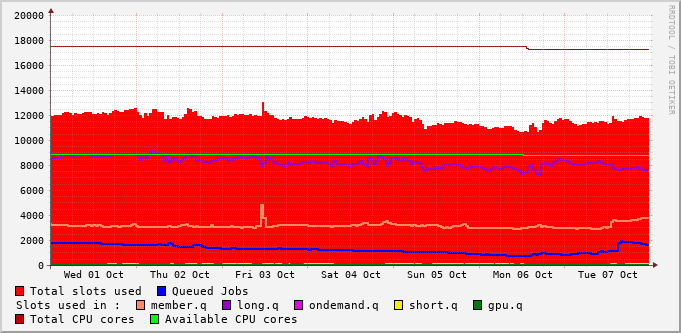 20000
18000
16000
14000
12000
10000
8000
6000
4000
2000
0
Wed 01 Oct Thu 02 Oct Fri 03 Oct Sat 04 Oct Sun 05 Oct Mon 06 Oct Tue 07 Oct
Total slots used Queued Jobs
Slots used in : member.q long.q ondemand.q short.q gpu.q
Total CPU cores Available CPU cores
RRDTOOL / TOBI OETIKER